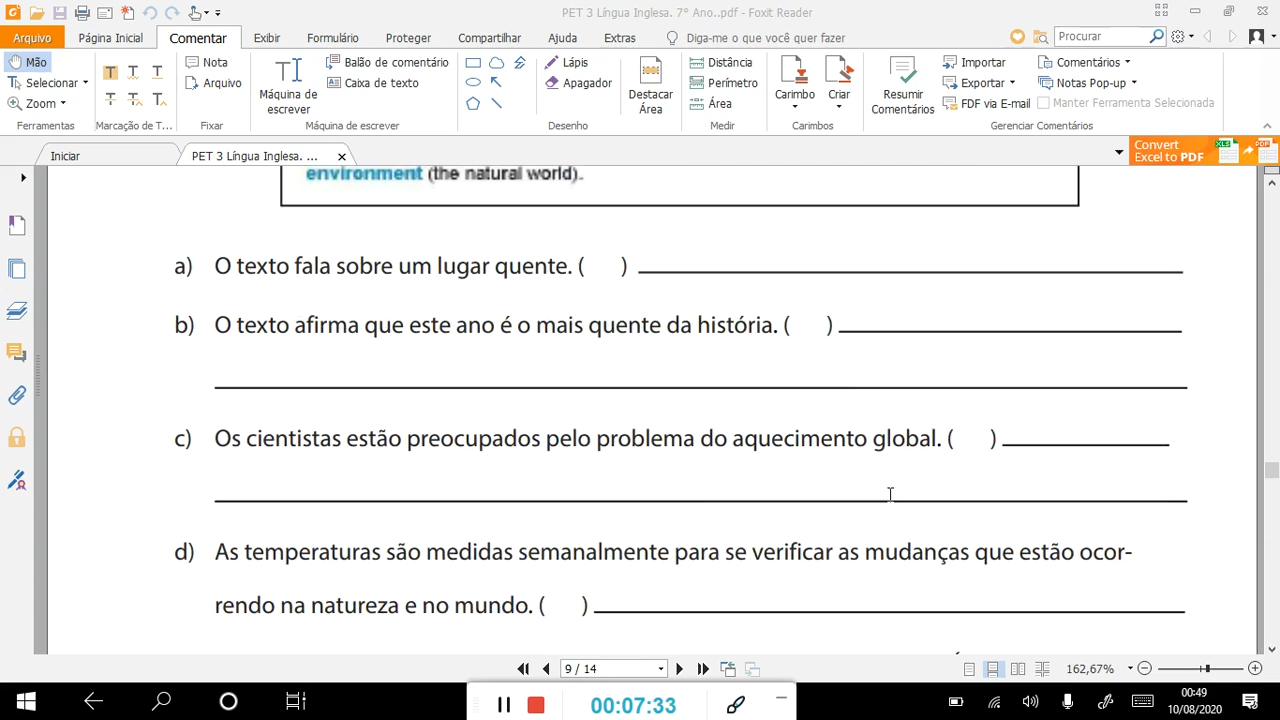 PET 3 Língua Inglesa. 7° Ano..pdf - Foxit Reader
Arquivo Página Inicial Comentar Exibir Formulário Proteger Compartilhar Ajuda Extras Diga-me o que você quer fazer Procurar
Mão Nota Balão de comentário Lápis Distância Importar Comentários
Selecionar Arquivo Caixa de texto Apagador Perímetro Exportar Notas Pop-up
Zoom Máquina de escrever Destacar Área Área Carimbo Criar Resumir Comentários FDF via E-mail Manter Ferramenta Selecionada
Ferramentas Marcação de T... Fixar Máquina de escrever Desenho Medir Carimbos Gerenciar Comentários
Iniciar PET 3 Língua Inglesa. ... Convert Excel to PDF
environment (the natural world).
a) O texto fala sobre um lugar quente. ( )
b) O texto afirma que este ano é o mais quente da história. ( )
c) Os cientistas estão preocupados pelo problema do aquecimento global. ( )
d) As temperaturas são medidas semanalmente para se verificar as mudanças que estão ocor-
rendo na natureza e no mundo. ( )
9 / 14 162,67%
00:07:33
00:49
10/08/2020